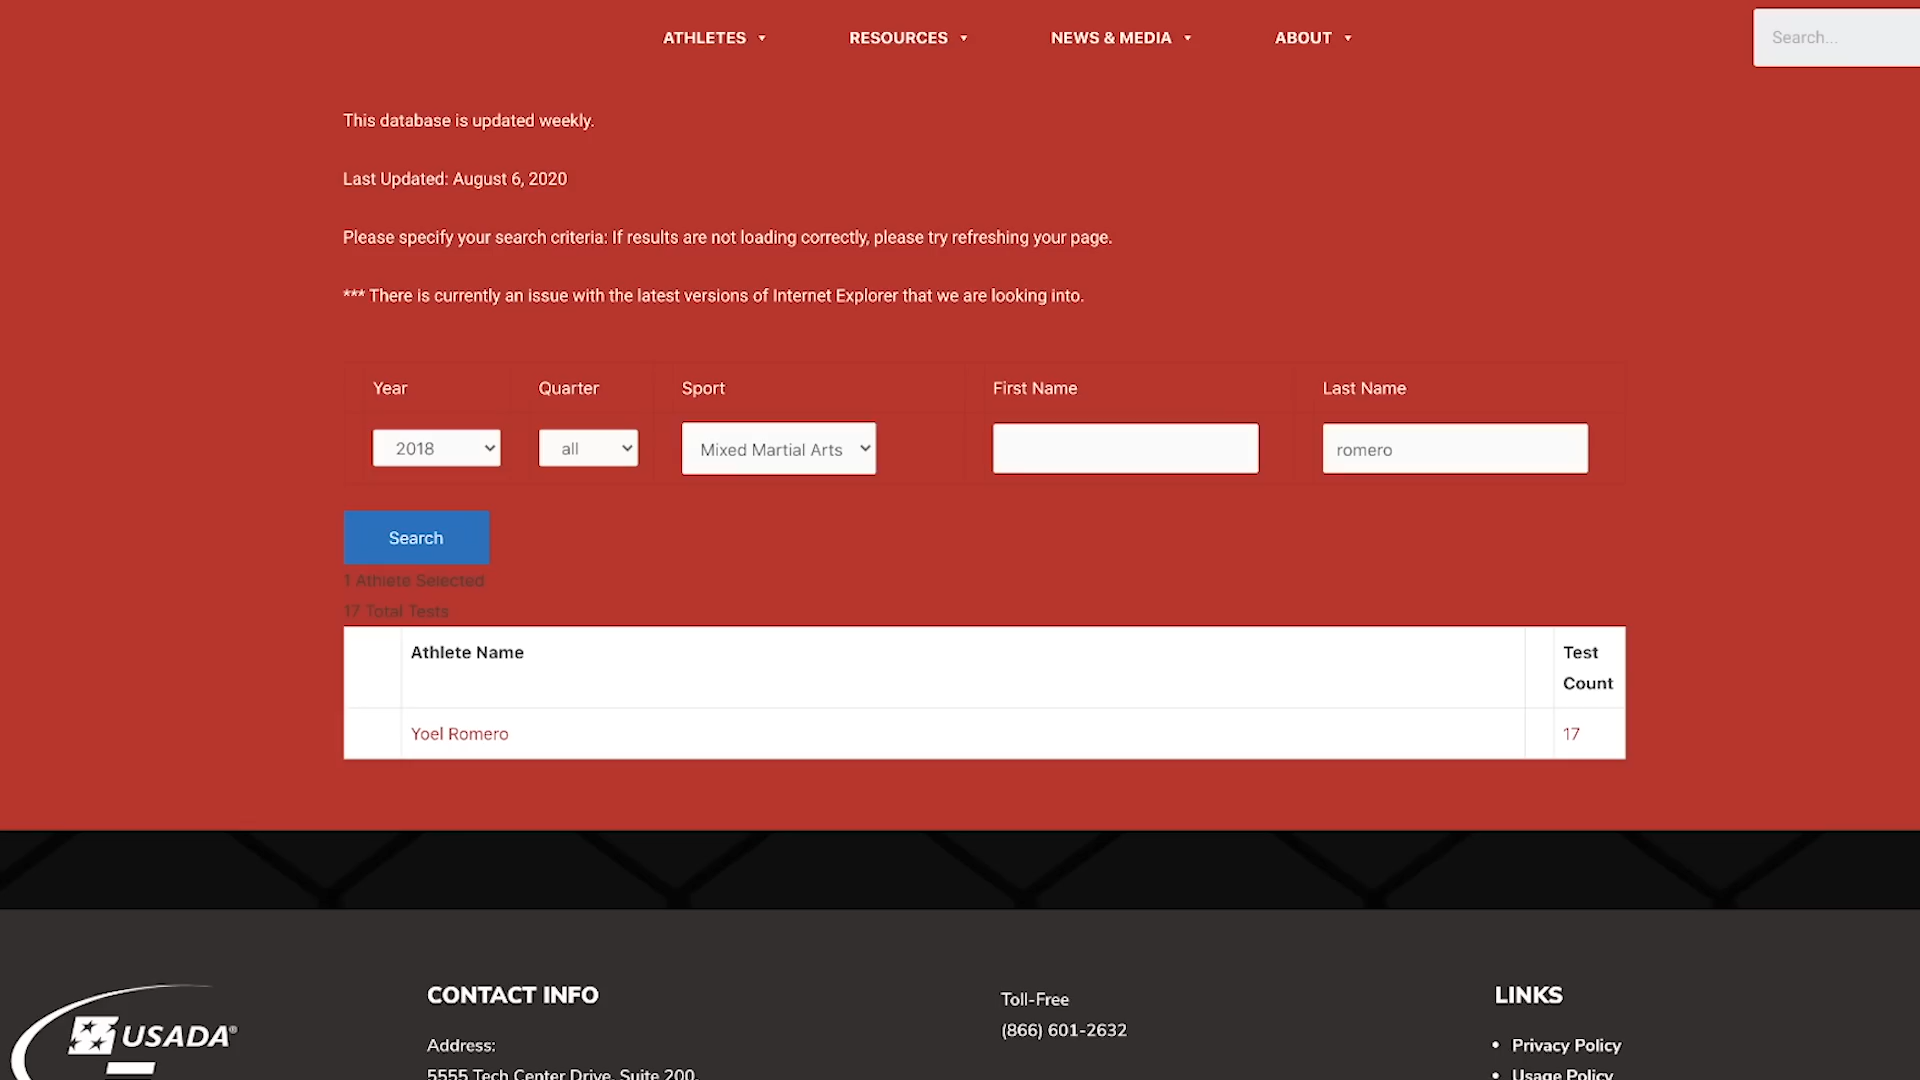 ATHLETES
RESOURCES
NEWS & MEDIA
ABOUT
Search...
This database is updated weekly.
Last Updated: August 6, 2020
Please specify your search criteria: If results are not loading correctly, please try refreshing your page.
*** There is currently an issue with the latest versions of Internet Explorer that we are looking into.
Year Quarter Sport First Name Last Name
2018 all Mixed Martial Arts romero
Search
1 Athlete Selected
17 Total Tests
Athlete Name Test
Count
Yoel Romero 17
CONTACT INFO
Address:
5555 Tech Center Drive, Suite 200,
Toll-Free
(866) 601-2632
LINKS
• Privacy Policy
• Usage Policy
USADA®